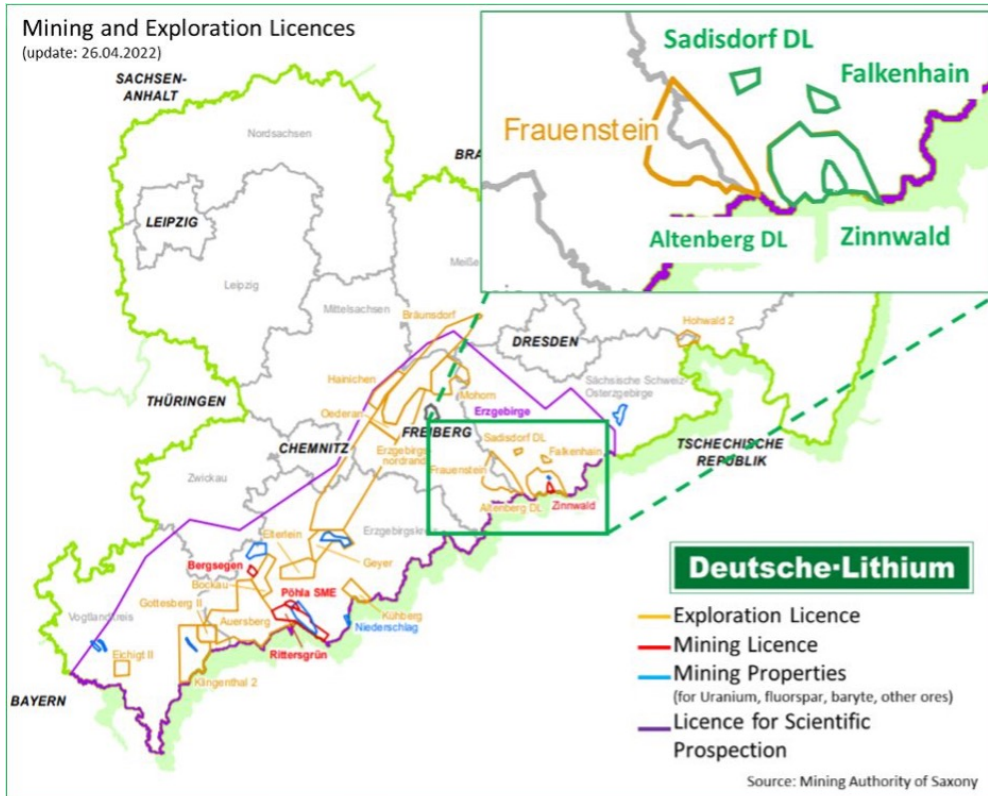 Mining and Exploration Licences
(update: 26.04.2022)
Sadisdorf DL
Falkenhain
Frauenstein
Altenberg DL
Zinnwald
SACHSEN-
ANHALT
Nordsachsen
BRA
LEIPZIG
Leipzig
Meiße
Mittelsachsen
Bräunsdorf
DRESDEN
Hohwald 2
Hainichen
Mohorn
Sächsische Schweiz-
Osterzgebirge
THÜRINGEN
Oederan
Erzgebirge
FREIBERG
CHEMNITZ
Erzgebirgs
nordrand
Sadisdorf DL
Falkenhain
TSCHECHISCHE
REPUBLIK
Zwickau
Frauenstein
Altenberg DL
Zinnwald
Erzgebirgskrei
Elterlein
Geyer
Bergsegen
Bockau
Pöhla SME
Gottesberg II
Auersberg
Kühberg
Niederschlag
Vogtlandkreis
Rittersgrün
Eichigt II
Klingenthal 2
BAYERN
Deutsche·Lithium
Exploration Licence
Mining Licence
Mining Properties
(for Uranium, fluorspar, baryte, other ores)
Licence for Scientific
Prospection
Source: Mining Authority of Saxony